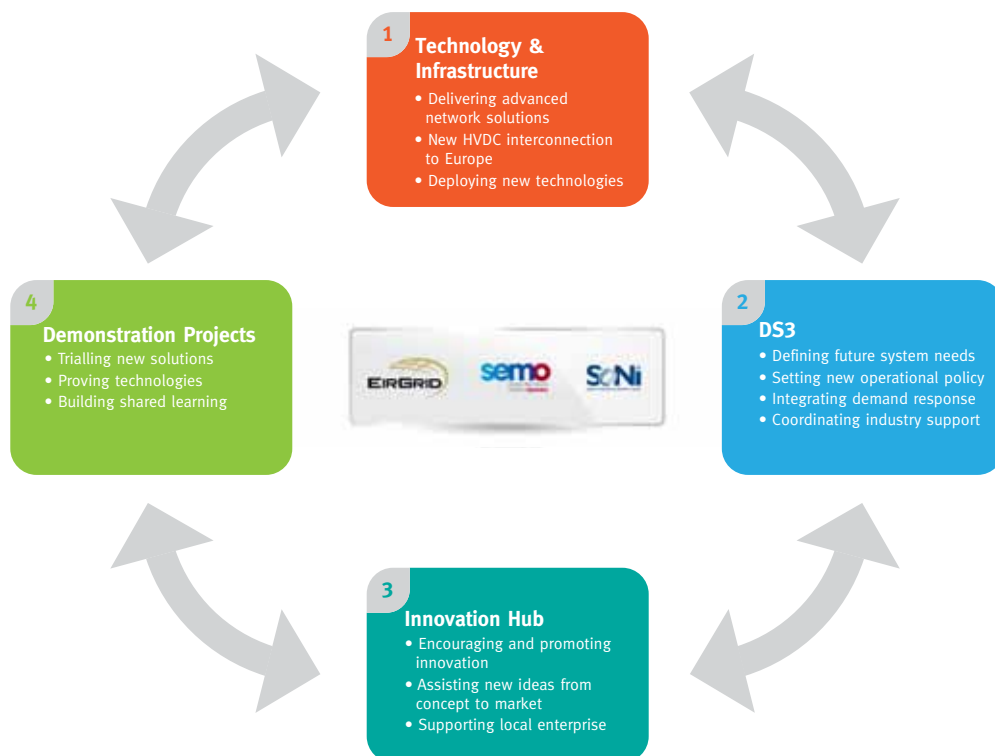 1
Technology &
Infrastructure
• Delivering advanced
network solutions
• New HVDC interconnection
to Europe
• Deploying new technologies
4
Demonstration Projects
• Trialling new solutions
• Proving technologies
• Building shared learning
EIRGRID
semo
SONI
2
DS3
• Defining future system needs
• Setting new operational policy
• Integrating demand response
• Coordinating industry support
3
Innovation Hub
• Encouraging and promoting
innovation
• Assisting new ideas from
concept to market
• Supporting local enterprise